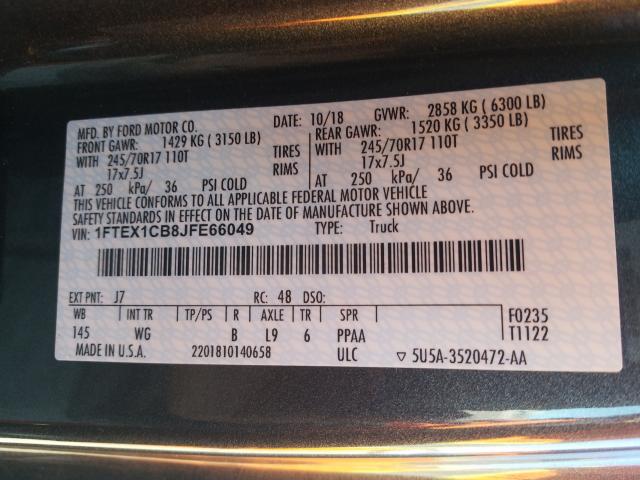 MFD. BY FORD MOTOR CO. DATE: 10/18 GVWR: 2858 KG ( 6300 LB)
FRONT GAWR: 1429 KG ( 3150 LB) REAR GAWR: 1520 KG ( 3350 LB)
WITH 245/70R17 110T TIRES WITH 245/70R17 110T TIRES
17x7.5J RIMS 17x7.5J RIMS
AT 250 kPa/ 36 PSI COLD AT 250 kPa/ 36 PSI COLD
THIS VEHICLE CONFORMS TO ALL APPLICABLE FEDERAL MOTOR VEHICLE
SAFETY STANDARDS IN EFFECT ON THE DATE OF MANUFACTURE SHOWN ABOVE.
VIN: 1FTEX1CB8JFE66049 TYPE: Truck
EXT PNT: J7 RC: 48 DSO:
WB INT TR TP/PS R AXLE TR SPR F0235
145 WG B L9 6 PPAA T1122
MADE IN U.S.A. 2201810140658 ULC ▽ 5U5A-3520472-AA